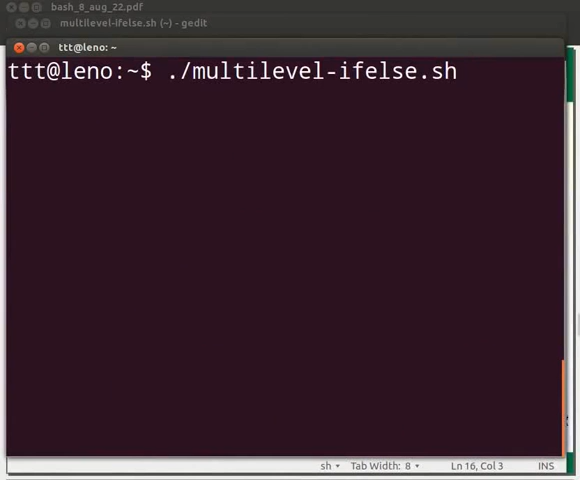 bash_8_aug_22.pdf
multilevel-ifelse.sh (~) - gedit
ttt@leno: ~
ttt@leno:~$ ./multilevel-ifelse.sh
sh Tab Width: 8 Ln 16, Col 3 INS